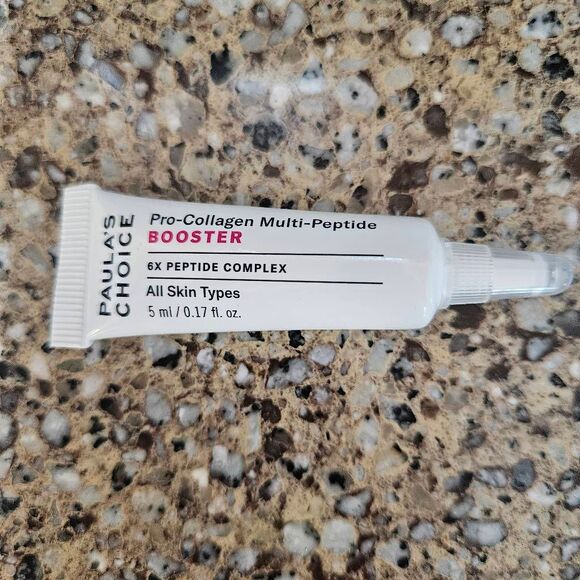 PAULA'S
CHOICE
Pro-Collagen Multi-Peptide
BOOSTER
6X PEPTIDE COMPLEX
All Skin Types
5 ml / 0.17 fl. oz.